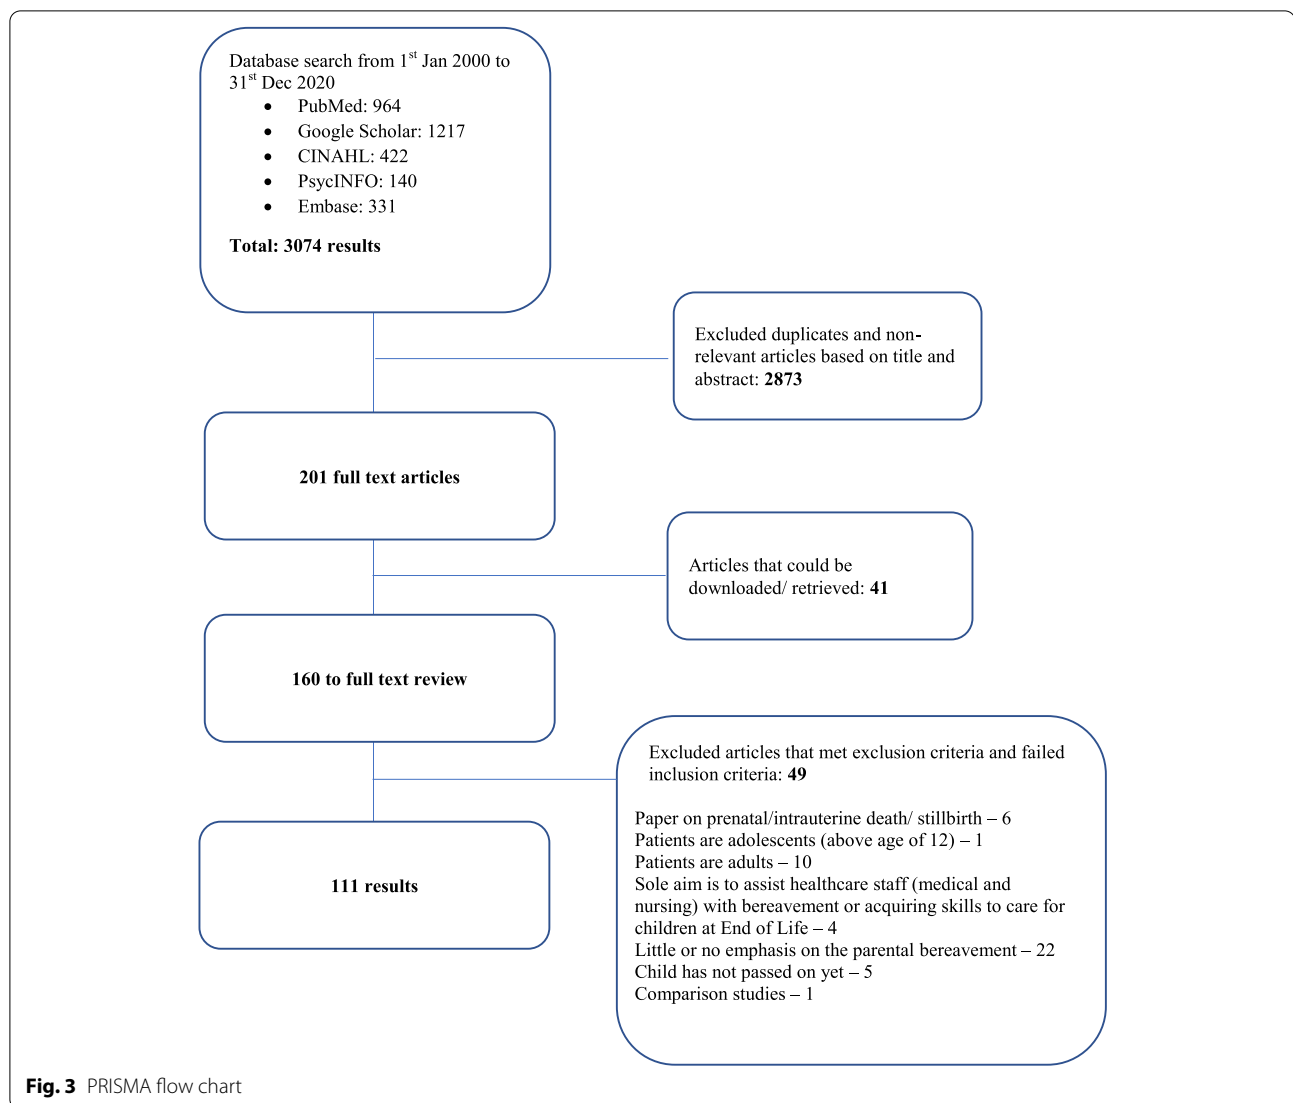 Database search from 1st Jan 2000 to
31st Dec 2020
• PubMed: 964
• Google Scholar: 1217
• CINAHL: 422
• PsycINFO: 140
• Embase: 331
Total: 3074 results
Excluded duplicates and non-
relevant articles based on title and
abstract: 2873
201 full text articles
Articles that could be
downloaded/ retrieved: 41
160 to full text review
Excluded articles that met exclusion criteria and failed
inclusion criteria: 49
Paper on prenatal/intrauterine death/ stillbirth – 6
Patients are adolescents (above age of 12) – 1
Patients are adults – 10
Sole aim is to assist healthcare staff (medical and
nursing) with bereavement or acquiring skills to care for
children at End of Life – 4
Little or no emphasis on the parental bereavement – 22
Child has not passed on yet – 5
Comparison studies – 1
111 results
Fig. 3 PRISMA flow chart